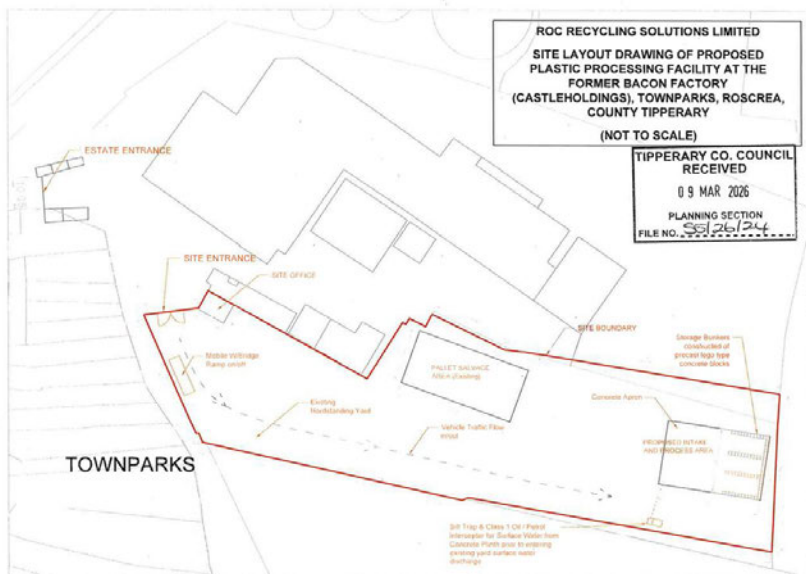 ROC RECYCLING SOLUTIONS LIMITED
SITE LAYOUT DRAWING OF PROPOSED
PLASTIC PROCESSING FACILITY AT THE
FORMER BACON FACTORY
(CASTLEHOLDINGS), TOWNPARKS, ROSCREA,
COUNTY TIPPERARY
(NOT TO SCALE)
TIPPERARY CO. COUNCIL
RECEIVED
09 MAR 2026
PLANNING SECTION
FILE NO. S5/26/24
ESTATE ENTRANCE
SITE ENTRANCE
SITE OFFICE
SITE BOUNDARY
Storage Bunkers
constructed of
precast lego type
concrete blocks
Mobile W/Bridge
Ramp on/off
PALLET SALVAGE
(Existing)
Existing
Hardstanding Yard
Concrete Apron
Vehicle Traffic Flow
in/out
PROPOSED INTAKE
AND PROCESS AREA
TOWNPARKS
Silt Trap & Class 1 Oil / Petrol
Interceptor for Surface Water from
Concrete Plinth prior to entering
existing yard surface water
discharge